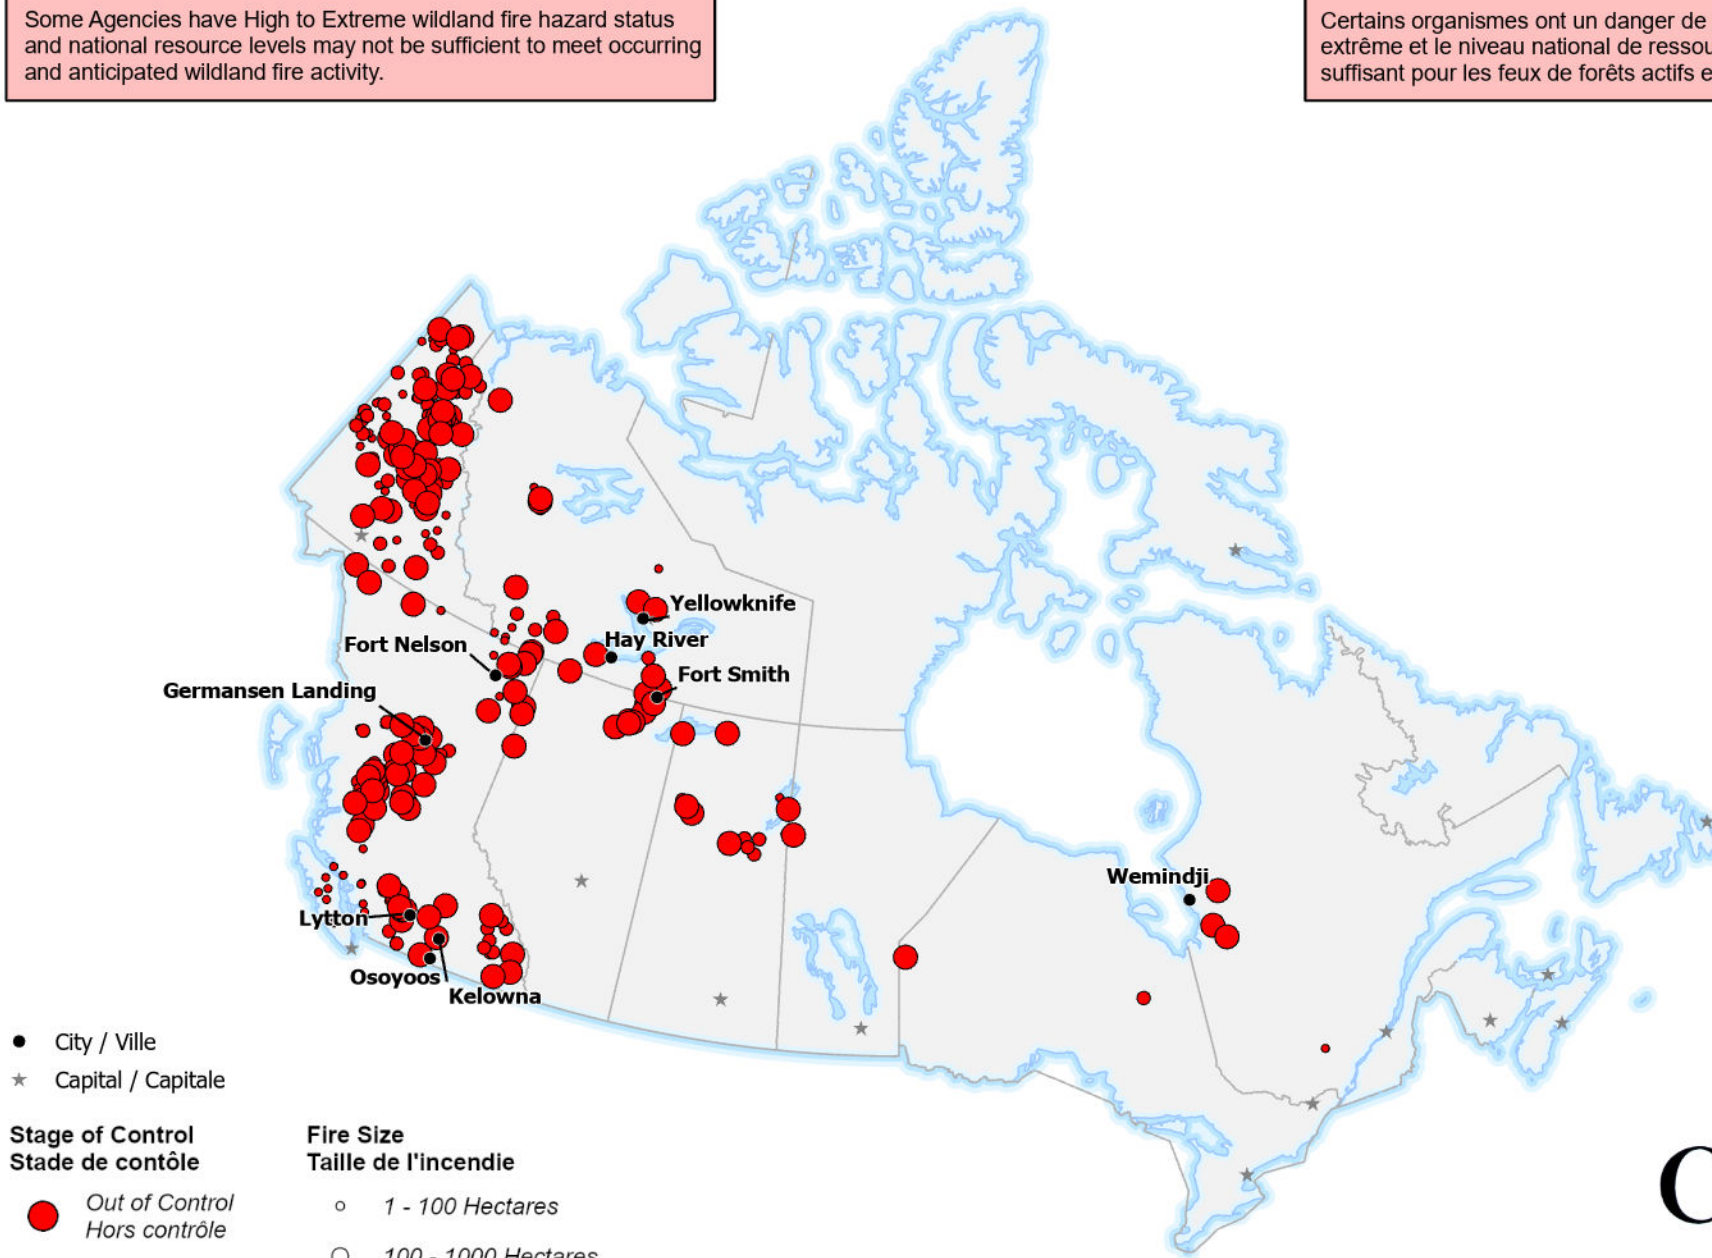 Some Agencies have High to Extreme wildland fire hazard status
and national resource levels may not be sufficient to meet occurring
and anticipated wildland fire activity.
Certains organismes ont un danger de
extrême et le niveau national de ressou
suffisant pour les feux de forêts actifs e
Yellowknife
Hay River
Fort Nelson
Fort Smith
Germansen Landing
Wemindji
Lytton
Osoyoos
Kelowna
City / Ville
Capital / Capitale
Stage of Control
Stade de contôle
Out of Control
Hors contrôle
Fire Size
Taille de l'incendie
1 - 100 Hectares
100 - 1000 Hectares